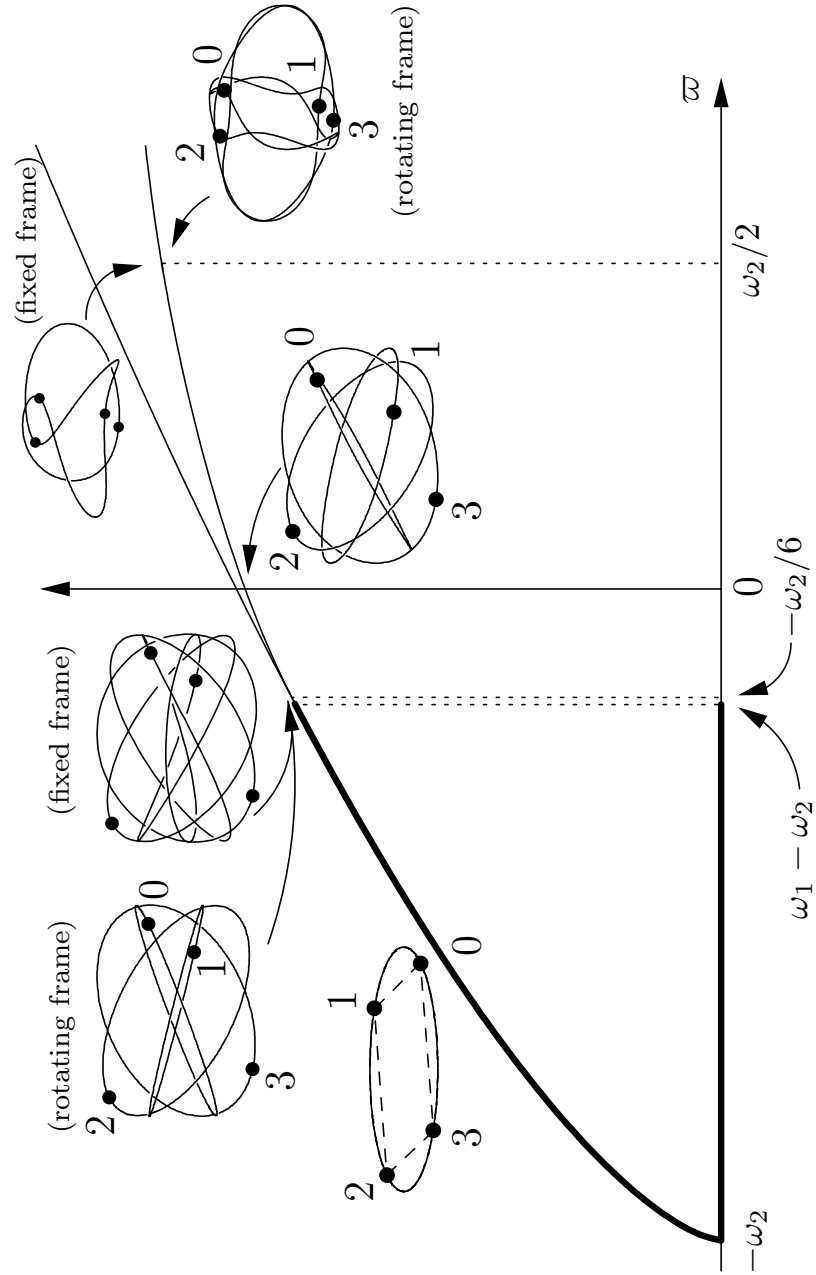 (fixed frame)
(rotating frame)
(fixed frame)
2
0
1
3
2
0
1
3
(rotating frame)
2
0
1
3
1
2
3
0
ϖ
−ω₂
0
ω₂/2
−ω₂/6
ω₁ − ω₂